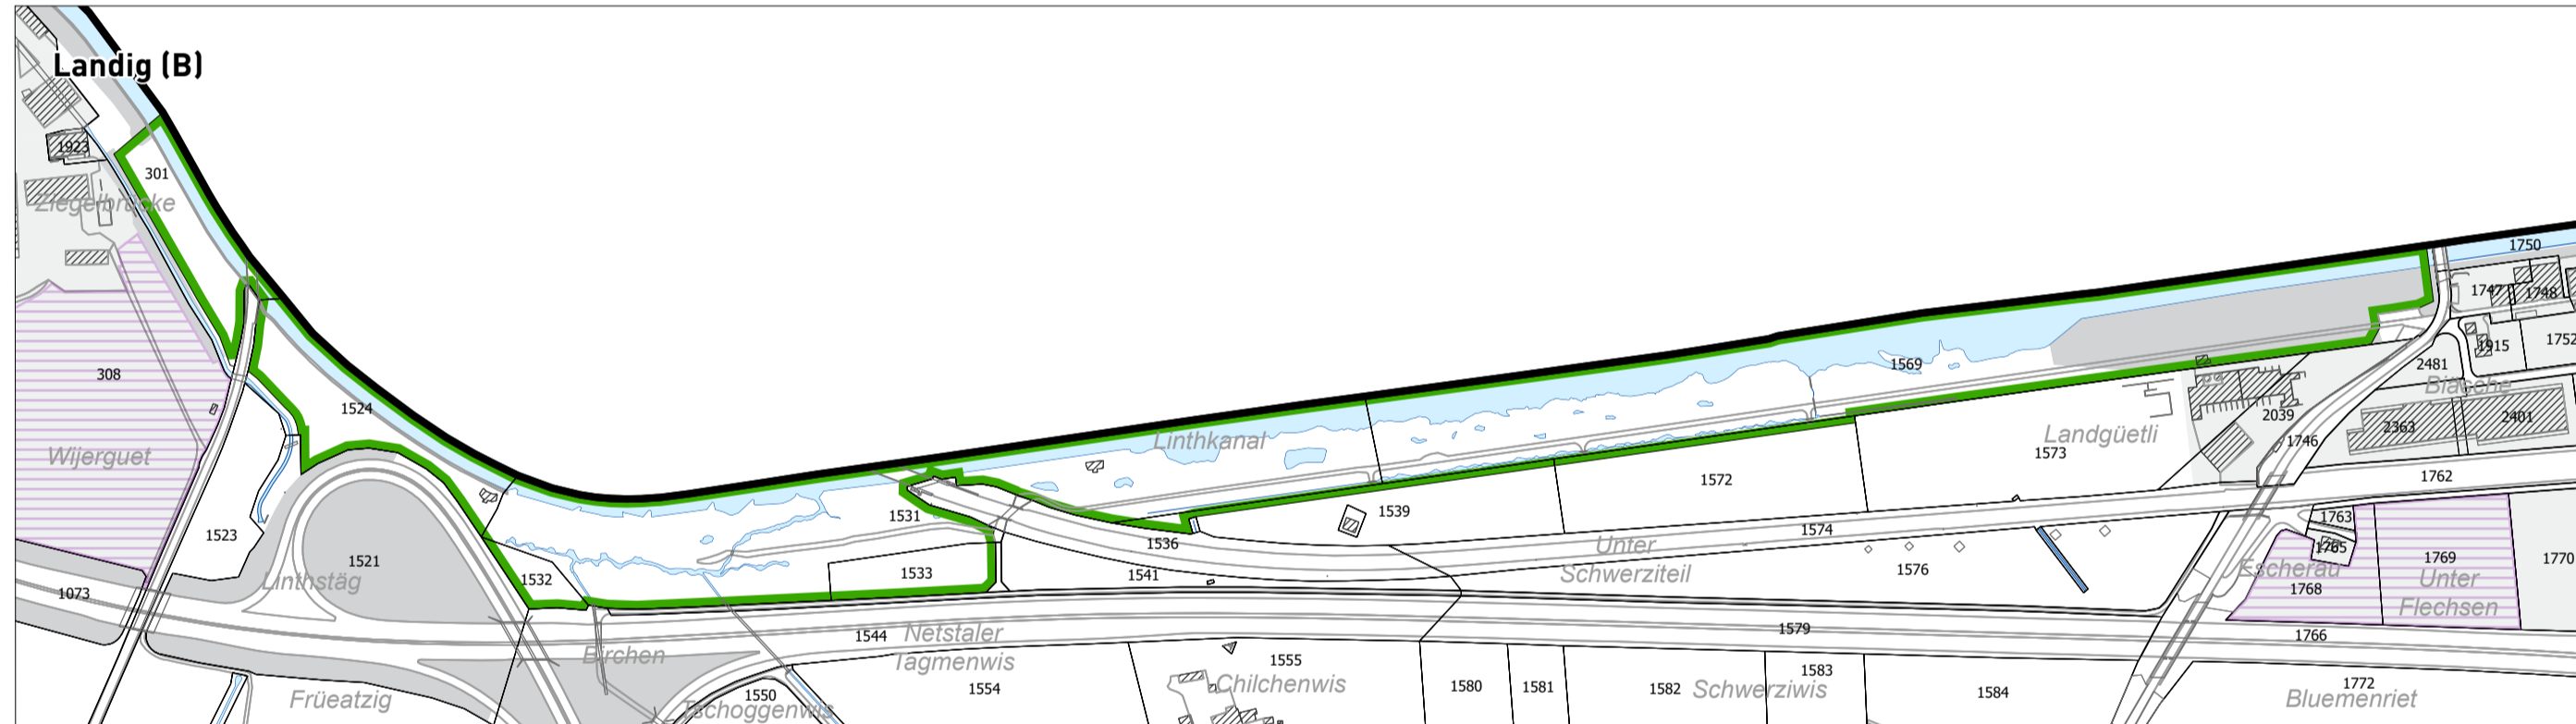 Landig (B)
1923
301
Ziegelbrücke
308
Wijerguet
1524
1523
1521
Linthstäg
1073
1532
1531
1533
Linthkanal
1536
1541
1539
1569
1572
1573
Landgüetli
1574
Unter
Schwerziteil
1576
1750
1747
1748
1915
1752
2481
Biäsche
2039
1746
2363
2401
1762
1763
1765
Escherau
1768
1769
Unter
Flechsen
1770
1766
1544
Netstaler
Tagmenwis
Birchen
1579
Früeatzig
1550
Tschoggenwis
1554
1555
Chilchenwis
1580
1581
1582
Schwerziwis
1583
1584
1772
Bluemenriet